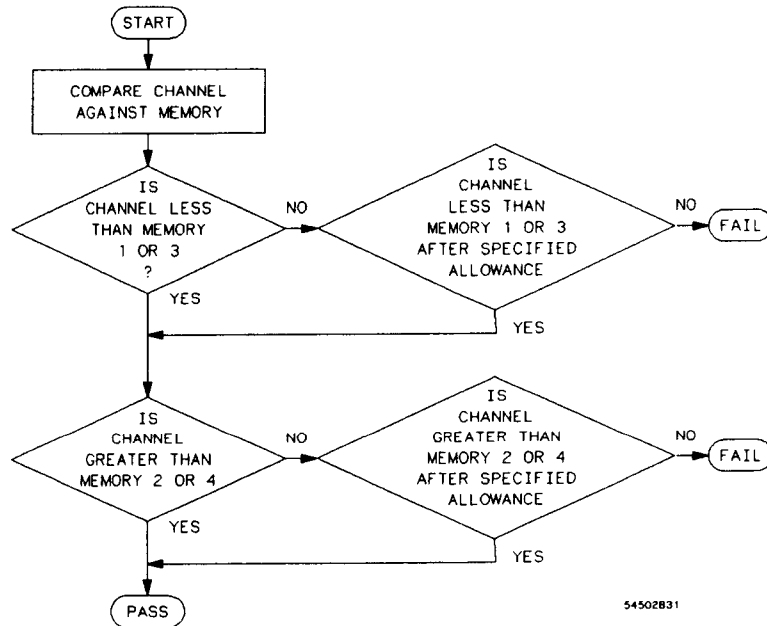 START
COMPARE CHANNEL
AGAINST MEMORY
IS
CHANNEL LESS
THAN MEMORY
1 OR 3
?
NO
IS
CHANNEL
LESS THAN
MEMORY 1 OR 3
AFTER SPECIFIED
ALLOWANCE
NO
FAIL
YES
YES
IS
CHANNEL
GREATER THAN
MEMORY 2 OR 4
NO
IS
CHANNEL
GREATER THAN
MEMORY 2 OR 4
AFTER SPECIFIED
ALLOWANCE
NO
FAIL
YES
YES
PASS
54502B31